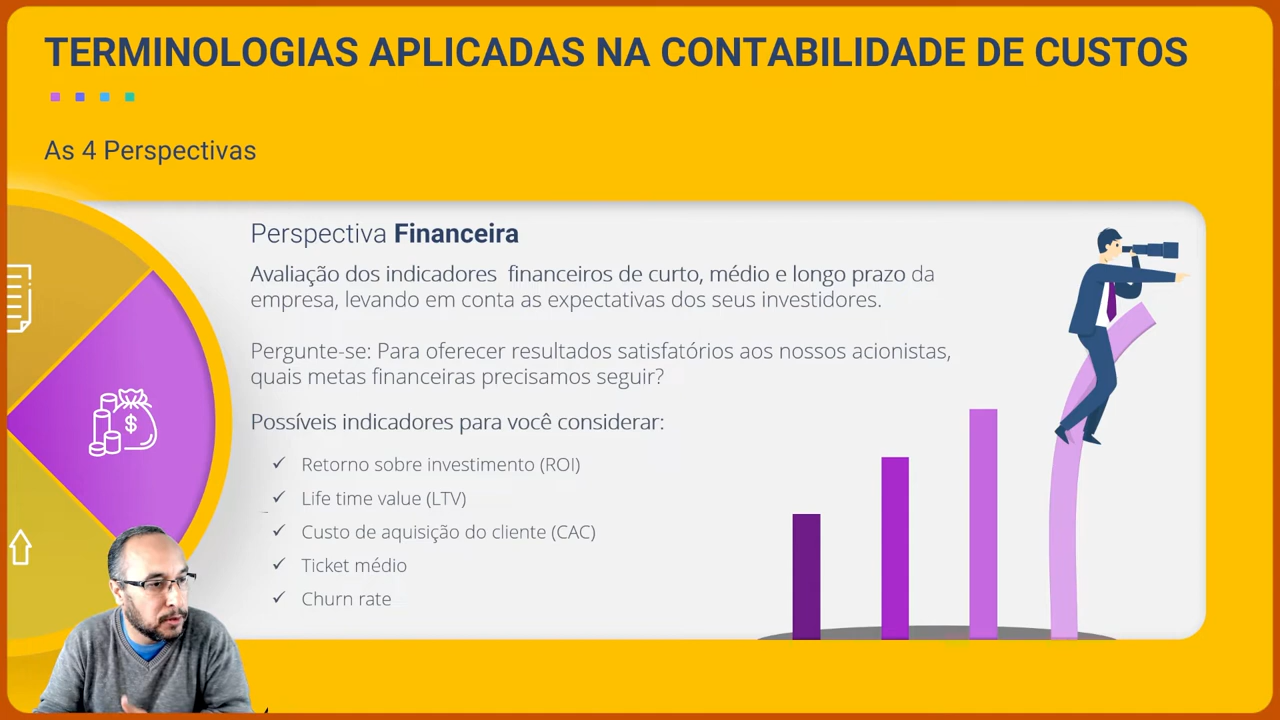 TERMINOLOGIAS APLICADAS NA CONTABILIDADE DE CUSTOS
As 4 Perspectivas
Perspectiva Financeira
Avaliação dos indicadores financeiros de curto, médio e longo prazo da
empresa, levando em conta as expectativas dos seus investidores.
Pergunte-se: Para oferecer resultados satisfatórios aos nossos acionistas,
quais metas financeiras precisamos seguir?
Possíveis indicadores para você considerar:
✓ Retorno sobre investimento (ROI)
✓ Life time value (LTV)
✓ Custo de aquisição do cliente (CAC)
✓ Ticket médio
✓ Churn rate
$